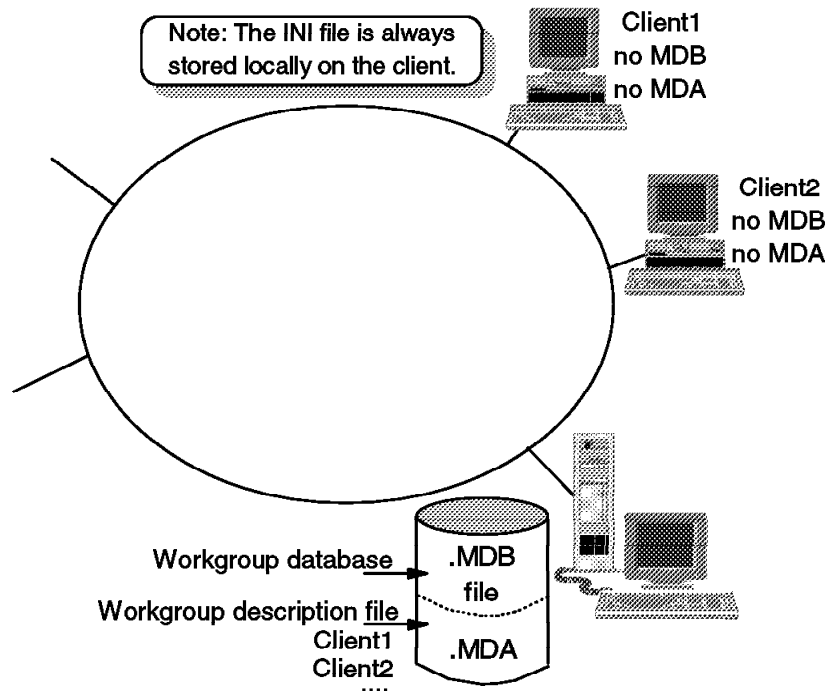 Note: The INI file is always
stored locally on the client.
Client1
no MDB
no MDA
Client2
no MDB
no MDA
Workgroup database
.MDB
file
Workgroup description file
Client1
Client2
....
.MDA